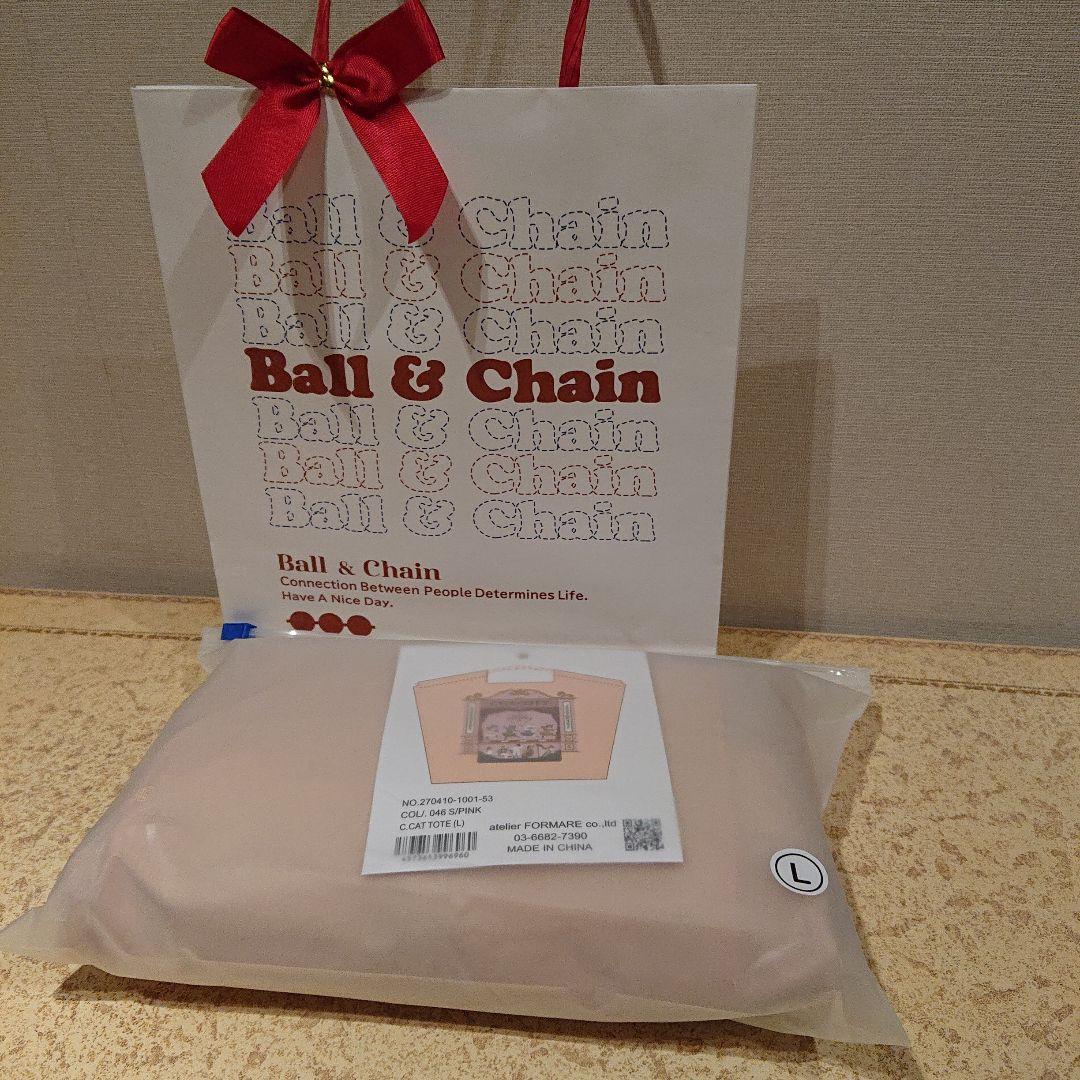 Ball & Chain
Ball & Chain
Ball & Chain
Ball & Chain
Ball & Chain
Ball & Chain
Ball & Chain
Ball & Chain
Connection Between People Determines Life.
Have A Nice Day.
NO.270410-1001-53
COL/. 046 S/PINK
C.CAT TOTE (L)
4573653996960
atelier FORMARE co.,ltd
03-6682-7390
MADE IN CHINA
L